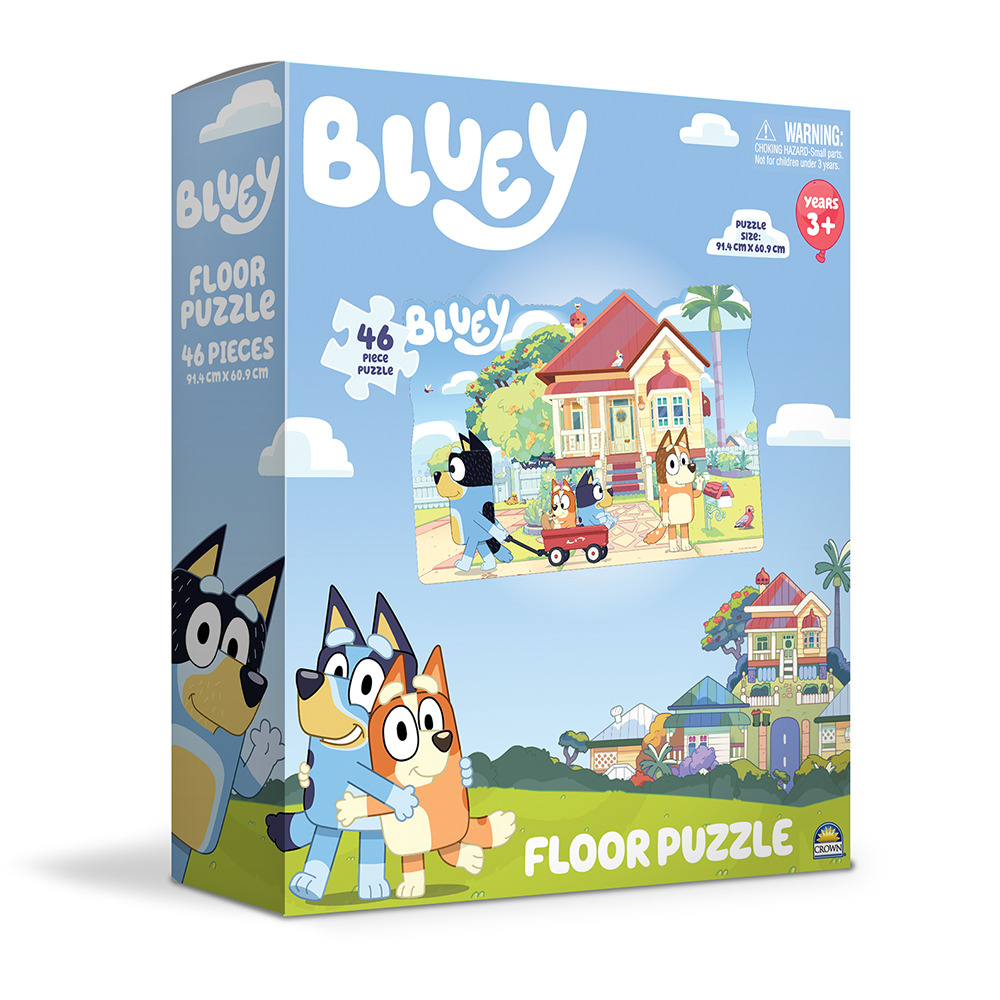 BLUEY
FLOOR
PUZZLE
46 PIECES
91.4 CM X 60.9 CM
BLUEY
WARNING:
CHOKING HAZARD-Small parts.
Not for children under 3 years.
YEARS
3+
PUZZLE
SIZE:
91.4 CM X 60.9 CM
46
PIECE
PUZZLE
BLUEY
FLOOR PUZZLE
CROWN